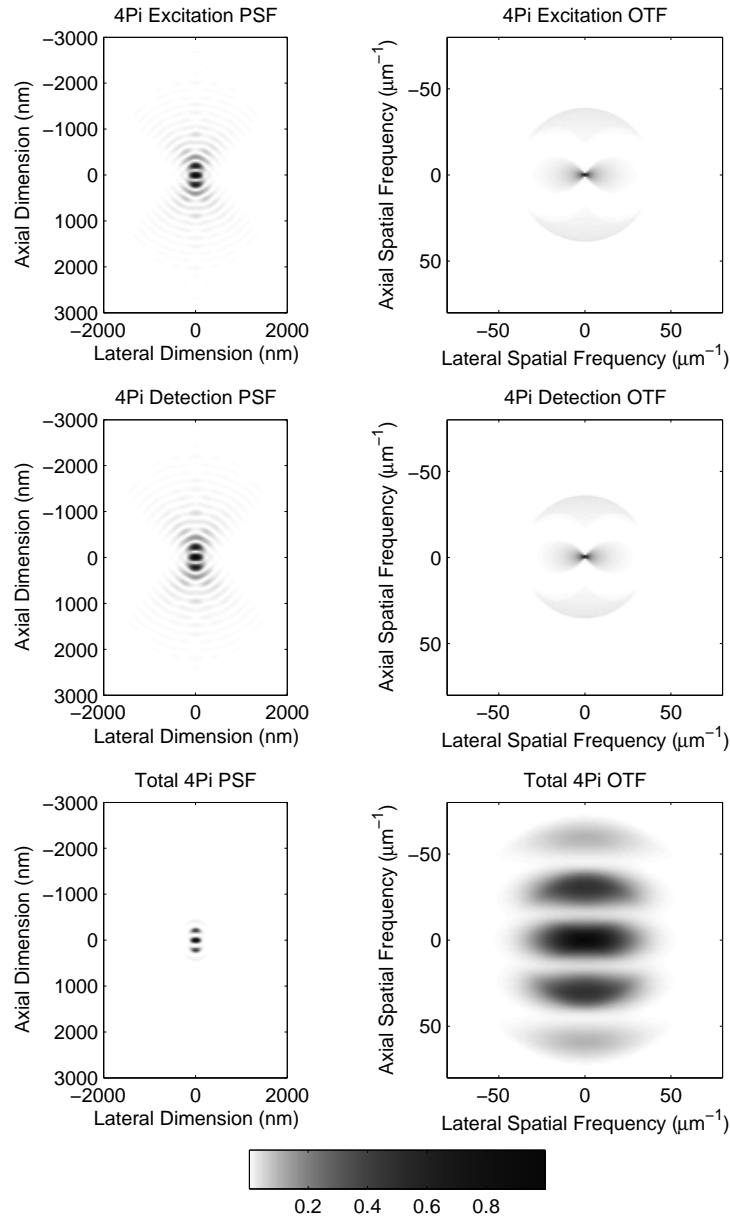 4Pi Excitation PSF
Axial Dimension (nm)
−3000
−2000
−1000
0
1000
2000
3000
−2000 0 2000
Lateral Dimension (nm)
4Pi Excitation OTF
Axial Spatial Frequency (μm⁻¹)
−50
0
50
−50 0 50
Lateral Spatial Frequency (μm⁻¹)
4Pi Detection PSF
Axial Dimension (nm)
−3000
−2000
−1000
0
1000
2000
3000
−2000 0 2000
Lateral Dimension (nm)
4Pi Detection OTF
Axial Spatial Frequency (μm⁻¹)
−50
0
50
−50 0 50
Lateral Spatial Frequency (μm⁻¹)
Total 4Pi PSF
Axial Dimension (nm)
−3000
−2000
−1000
0
1000
2000
3000
−2000 0 2000
Lateral Dimension (nm)
Total 4Pi OTF
Axial Spatial Frequency (μm⁻¹)
−50
0
50
−50 0 50
Lateral Spatial Frequency (μm⁻¹)
0.2 0.4 0.6 0.8